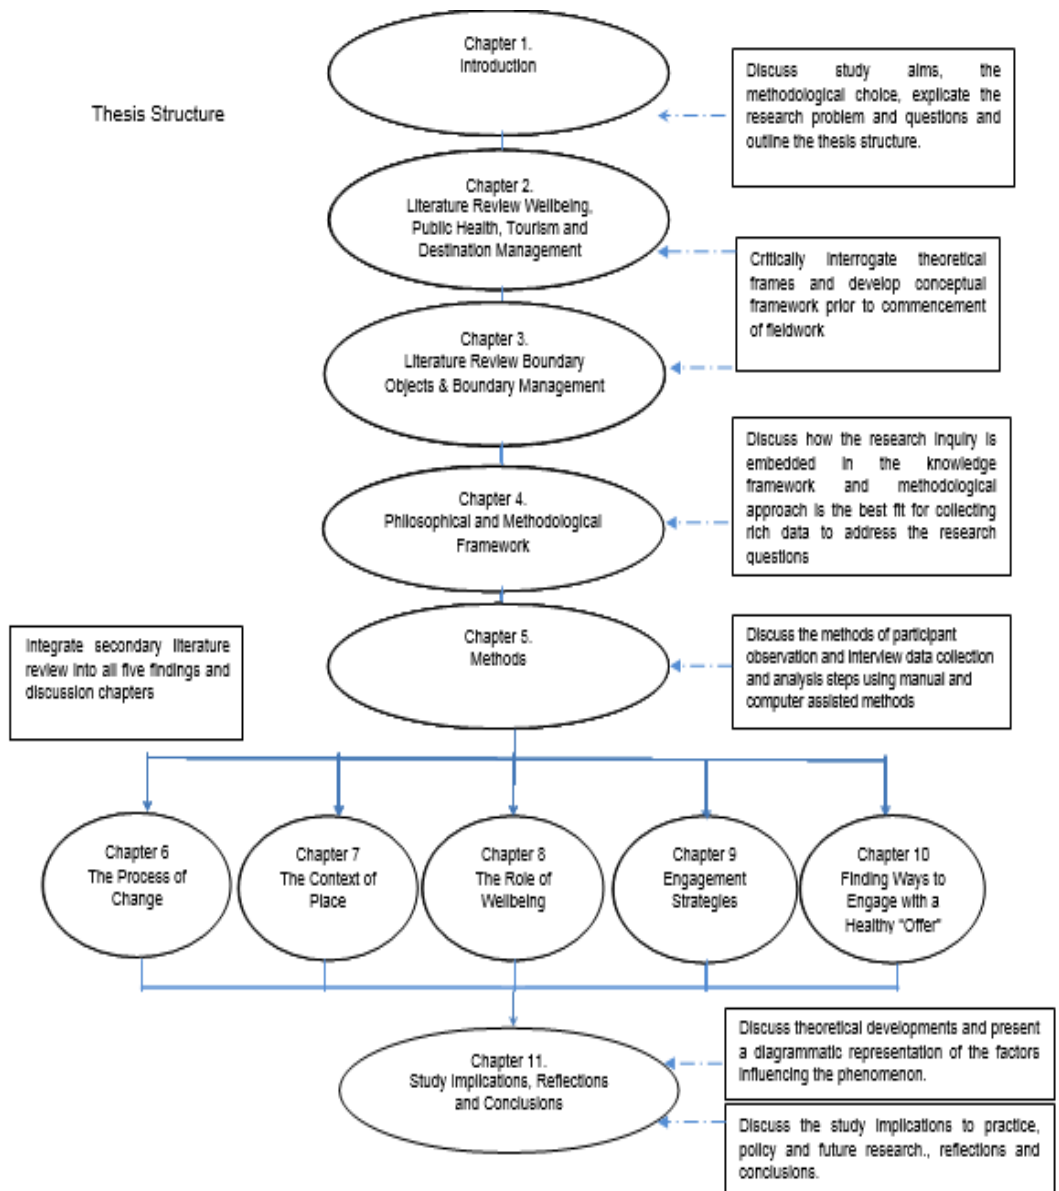 Chapter 1.
Introduction
Thesis Structure
Discuss study aims, the
methodological choice, explicate the
research problem and questions and
outline the thesis structure.
Chapter 2.
Literature Review Wellbeing,
Public Health, Tourism and
Destination Management
Critically interrogate theoretical
frames and develop conceptual
framework prior to commencement
of fieldwork
Chapter 3.
Literature Review Boundary
Objects & Boundary Management
Discuss how the research inquiry is
embedded in the knowledge
framework and methodological
approach is the best fit for collecting
rich data to address the research
questions
Chapter 4.
Philosophical and Methodological
Framework
Chapter 5.
Methods
Integrate secondary literature
review into all five findings and
discussion chapters
Discuss the methods of participant
observation and interview data collection
and analysis steps using manual and
computer assisted methods
Chapter 6
The Process of
Change
Chapter 7
The Context of
Place
Chapter 8
The Role of
Wellbeing
Chapter 9
Engagement
Strategies
Chapter 10
Finding Ways to
Engage with a
Healthy "Offer"
Chapter 11.
Study Implications, Reflections
and Conclusions
Discuss theoretical developments and present
a diagrammatic representation of the factors
influencing the phenomenon.
Discuss the study implications to practice,
policy and future research., reflections and
conclusions.